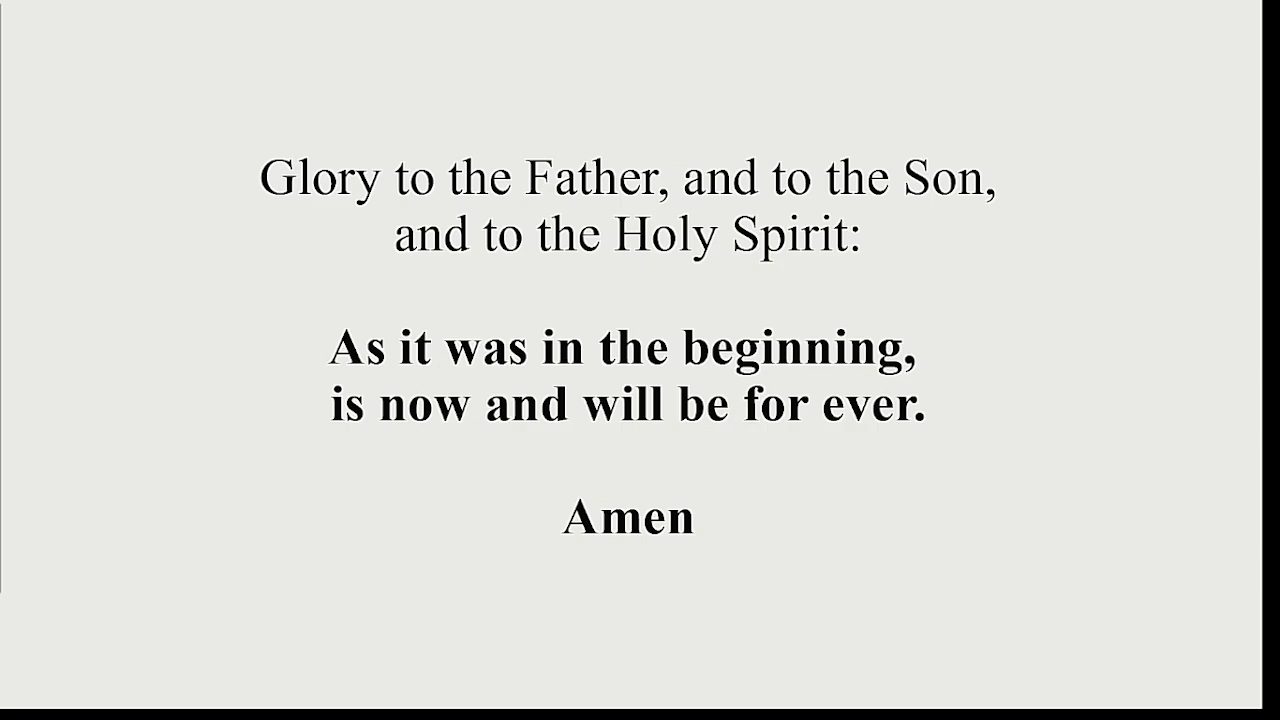 Glory to the Father, and to the Son,
and to the Holy Spirit:
As it was in the beginning,
is now and will be for ever.
Amen